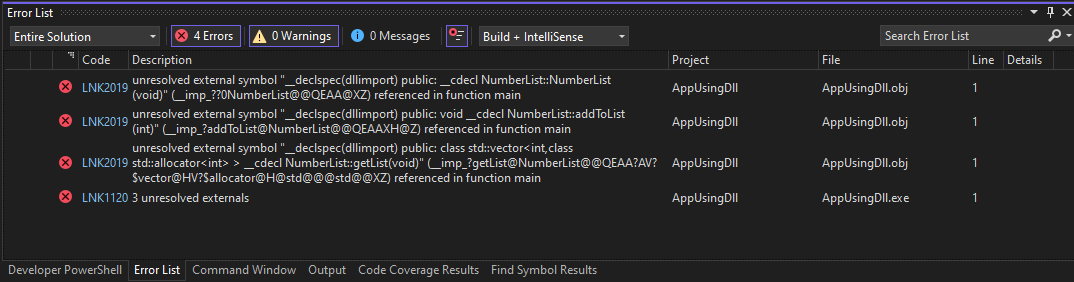 Error List
Entire Solution
4 Errors
0 Warnings
0 Messages
Build + IntelliSense
Search Error List
Code Description Project File Line Details
LNK2019 unresolved external symbol "__declspec(dllimport) public: __cdecl NumberList::NumberList
(void)" (__imp_??0NumberList@@QEAA@XZ) referenced in function main AppUsingDll AppUsingDll.obj 1
LNK2019 unresolved external symbol "__declspec(dllimport) public: void __cdecl NumberList::addToList
(int)" (__imp_?addToList@NumberList@@QEAAXH@Z) referenced in function main AppUsingDll AppUsingDll.obj 1
unresolved external symbol "__declspec(dllimport) public: class std::vector<int,class
LNK2019 std::allocator<int> > __cdecl NumberList::getList(void)" (__imp_?getList@NumberList@@QEAA?AV? AppUsingDll AppUsingDll.obj 1
$vector@HV?$allocator@H@std@@@std@@XZ) referenced in function main
LNK1120 3 unresolved externals AppUsingDll AppUsingDll.exe 1
Developer PowerShell Error List Command Window Output Code Coverage Results Find Symbol Results